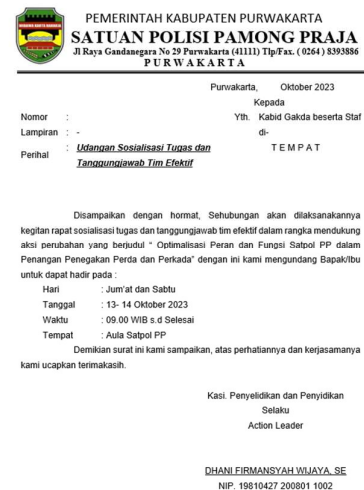 PEMERINTAH KABUPATEN PURWAKARTA
SATUAN POLISI PAMONG PRAJA
Jl Raya Gandanegara No 29 Purwakarta (41111) Tlp/Fax. ( 0264 ) 8393886
P U R W A K A R T A
Purwakarta, Oktober 2023
Kepada
Nomor : Yth. Kabid Gakda beserta Staf
Lampiran : - di-
Perihal : Udangan Sosialisasi Tugas dan T E M P A T
Tanggungjawab Tim Efektif
Disampaikan dengan hormat, Sehubungan akan dilaksanakannya
kegitan rapat sosialisasi tugas dan tanggungjawab tim efektif dalam rangka mendukung
aksi perubahan yang berjudul “ Optimalisasi Peran dan Fungsi Satpol PP dalam
Penangan Penegakan Perda dan Perkada” dengan ini kami mengundang Bapak/Ibu
untuk dapat hadir pada :
Hari : Jum'at dan Sabtu
Tanggal : 13- 14 Oktober 2023
Waktu : 09.00 WIB s.d Selesai
Tempat : Aula Satpol PP
Demikian surat ini kami sampaikan, atas perhatiannya dan kerjasamanya
kami ucapkan terimakasih.
Kasi. Penyelidikan dan Penyidikan
Selaku
Action Leader
DHANI FIRMANSYAH WIJAYA, SE
NIP. 19810427 200801 1002